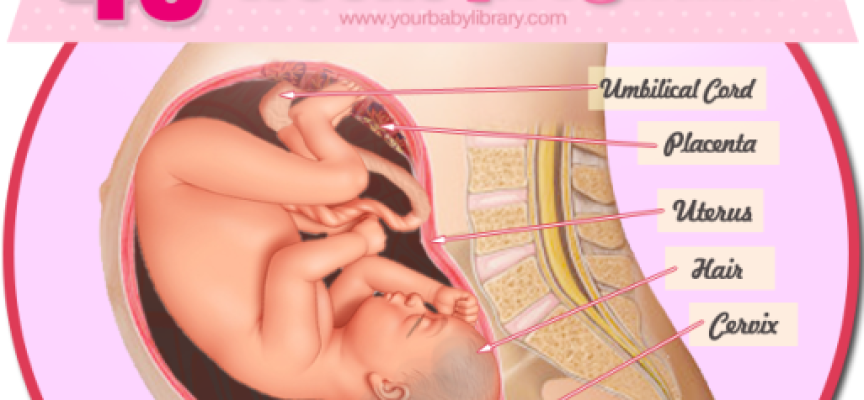 www.yourbabylibrary.com
Umbilical Cord
Placenta
Uterus
Hair
Cervix